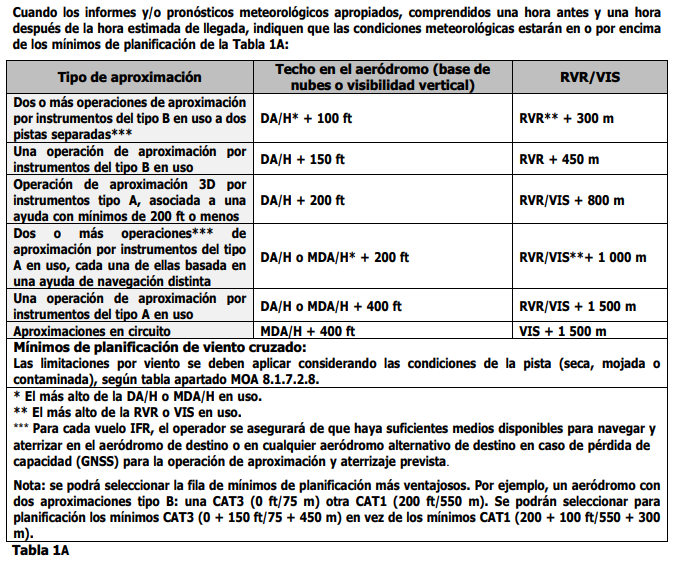 Cuando los informes y/o pronósticos meteorológicos apropiados, comprendidos una hora antes y una hora
después de la hora estimada de llegada, indiquen que las condiciones meteorológicas estarán en o por encima
de los mínimos de planificación de la Tabla 1A:
Tipo de aproximación
Techo en el aeródromo (base de
nubes o visibilidad vertical)
RVR/VIS
Dos o más operaciones de aproximación
por instrumentos del tipo B en uso a dos
pistas separadas***
DA/H* + 100 ft
RVR** + 300 m
Una operación de aproximación por
instrumentos del tipo B en uso
DA/H + 150 ft
RVR + 450 m
Operación de aproximación 3D por
instrumentos tipo A, asociada a una
ayuda con mínimos de 200 ft o menos
DA/H + 200 ft
RVR/VIS + 800 m
Dos o más operaciones*** de
aproximación por instrumentos del tipo
A en uso, cada una de ellas basada en
una ayuda de navegación distinta
DA/H o MDA/H* + 200 ft
RVR/VIS**+ 1 000 m
Una operación de aproximación por
instrumentos del tipo A en uso
DA/H o MDA/H + 400 ft
RVR/VIS + 1 500 m
Aproximaciones en circuito
MDA/H + 400 ft
VIS + 1 500 m
Mínimos de planificación de viento cruzado:
Las limitaciones por viento se deben aplicar considerando las condiciones de la pista (seca, mojada o
contaminada), según tabla apartado MOA 8.1.7.2.8.
* El más alto de la DA/H o MDA/H en uso.
** El más alto de la RVR o VIS en uso.
*** Para cada vuelo IFR, el operador se asegurará de que haya suficientes medios disponibles para navegar y
aterrizar en el aeródromo de destino o en cualquier aeródromo alternativo de destino en caso de pérdida de
capacidad (GNSS) para la operación de aproximación y aterrizaje prevista.
Nota: se podrá seleccionar la fila de mínimos de planificación más ventajosos. Por ejemplo, un aeródromo con
dos aproximaciones tipo B: una CAT3 (0 ft/75 m) otra CAT1 (200 ft/550 m). Se podrán seleccionar para
planificación los mínimos CAT3 (0 + 150 ft/75 + 450 m) en vez de los mínimos CAT1 (200 + 100 ft/550 + 300
m).
Tabla 1A